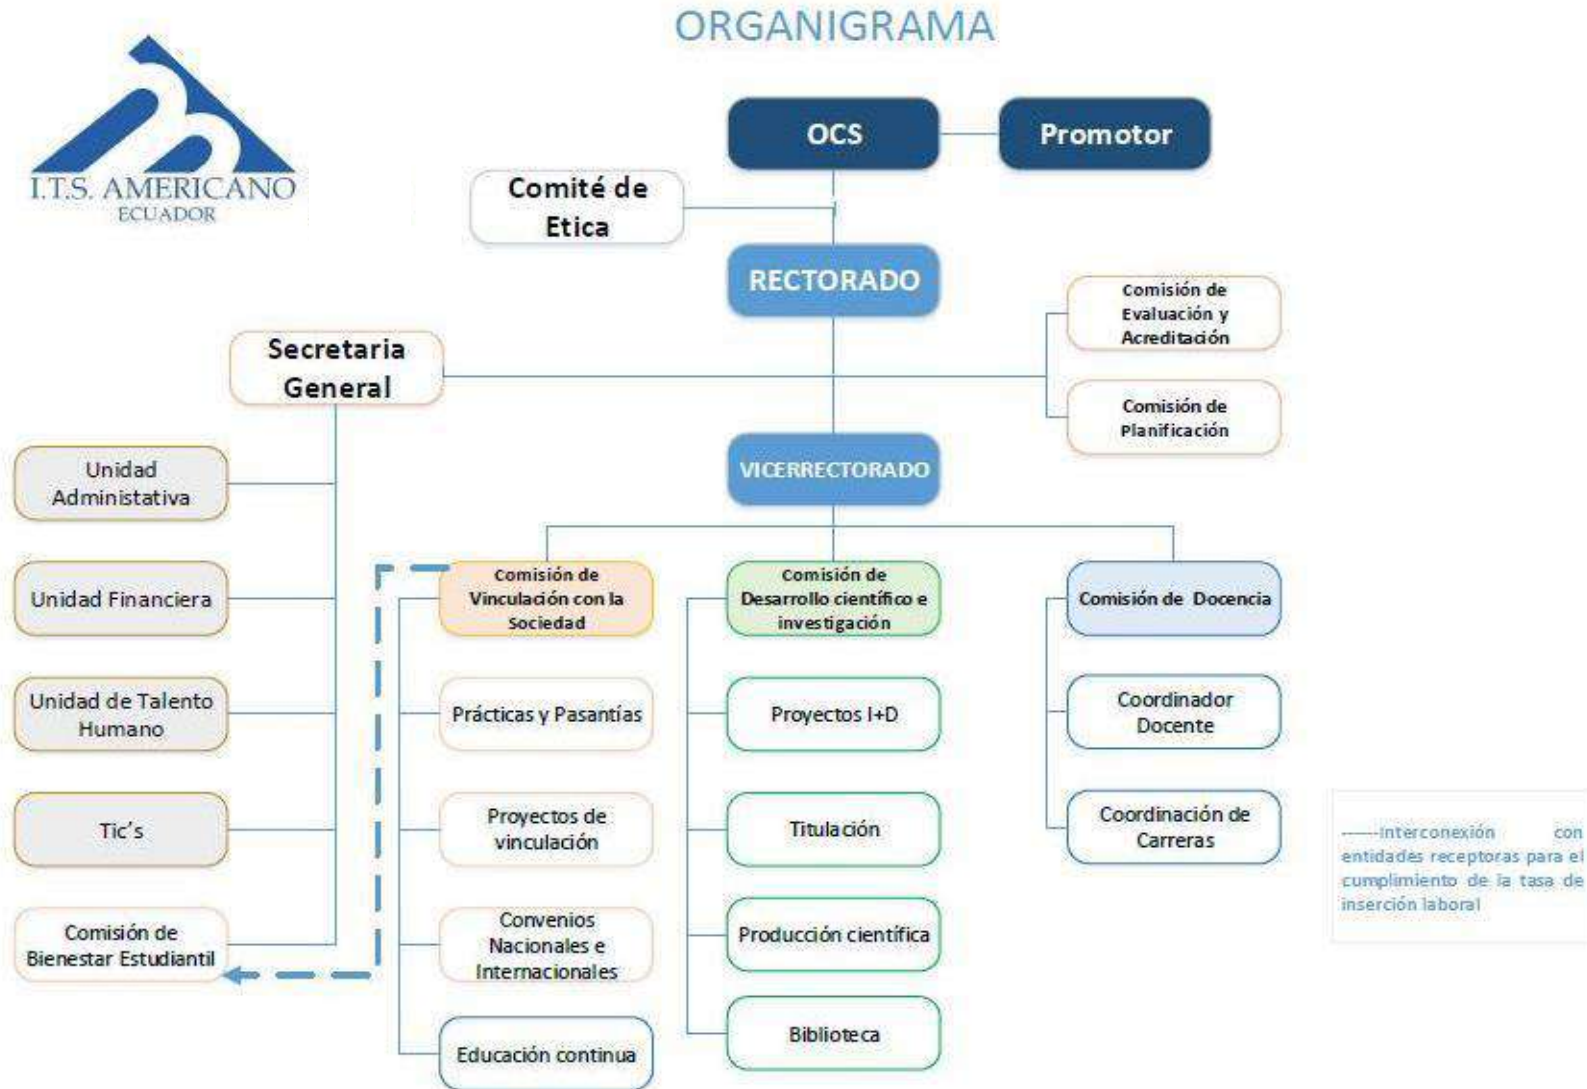 ORGANIGRAMA
I.T.S. AMERICANO
ECUADOR
OCS
Promotor
Comité de
Etica
RECTORADO
Comisión de
Evaluación y
Acreditación
Secretaria
General
Comisión de
Planificación
VICERRECTORADO
Unidad
Administativa
Unidad Financiera
Unidad de Talento
Humano
Tic's
Comisión de
Bienestar Estudiantil
Comisión de
Vinculación con la
Sociedad
Prácticas y Pasantías
Proyectos de
vinculación
Convenios
Nacionales e
Internacionales
Educación continua
Comisión de
Desarrollo científico e
investigación
Proyectos I+D
Titulación
Producción científica
Biblioteca
Comisión de Docencia
Coordinador
Docente
Coordinación de
Carreras
------Interconexión con
entidades receptoras para el
cumplimiento de la tasa de
inserción laboral